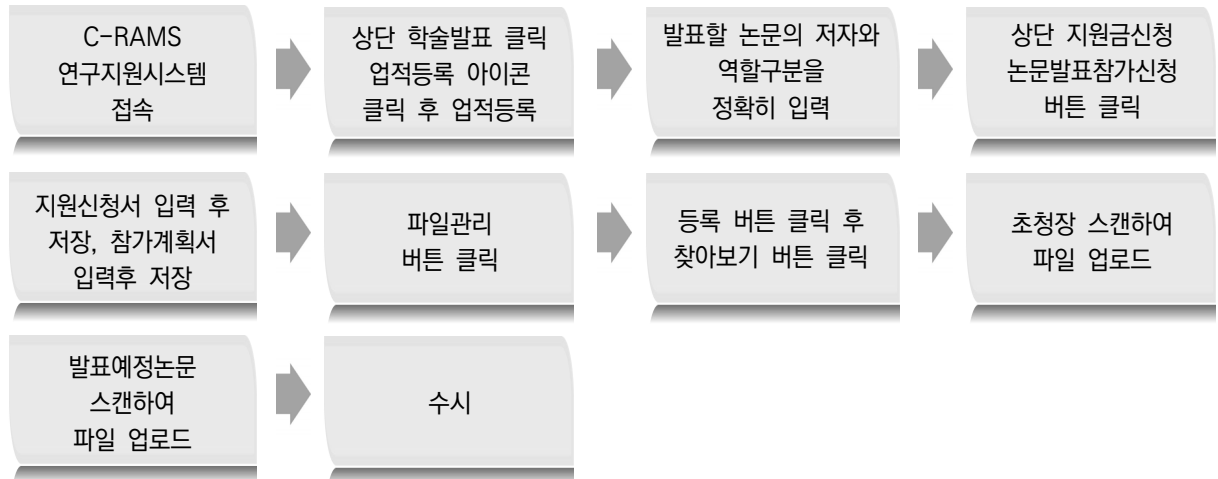 C-RAMS
연구지원시스템
접속
상단 학술발표 클릭
업적등록 아이콘
클릭 후 업적등록
발표할 논문의 저자와
역할구분을
정확히 입력
상단 지원금신청
논문발표참가신청
버튼 클릭
지원신청서 입력 후
저장, 참가계획서
입력후 저장
파일관리
버튼 클릭
등록 버튼 클릭 후
찾아보기 버튼 클릭
초청장 스캔하여
파일 업로드
발표예정논문
스캔하여
파일 업로드
수시